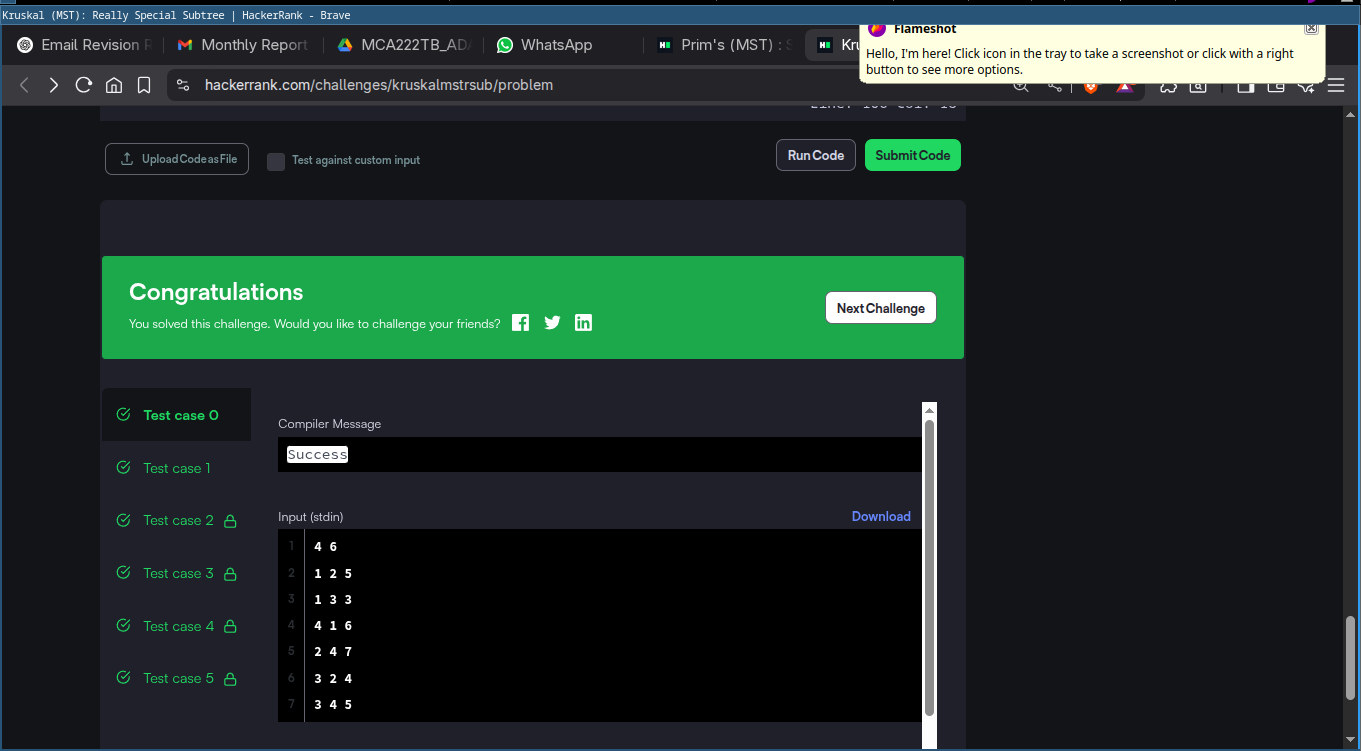 Kruskal (MST): Really Special Subtree | HackerRank - Brave
Email Revision
Monthly Report
MCA222TB_ADA
WhatsApp
Prim's (MST) :
Kru
Flameshot
Hello, I'm here! Click icon in the tray to take a screenshot or click with a right
button to see more options.
hackerrank.com/challenges/kruskalmstrsub/problem
Upload Code as File
Test against custom input
Run Code
Submit Code
Congratulations
You solved this challenge. Would you like to challenge your friends?
Next Challenge
Test case 0
Test case 1
Test case 2
Test case 3
Test case 4
Test case 5
Compiler Message
Success
Input (stdin)
Download
1 4 6
2 1 2 5
3 1 3 3
4 4 1 6
5 2 4 7
6 3 2 4
7 3 4 5